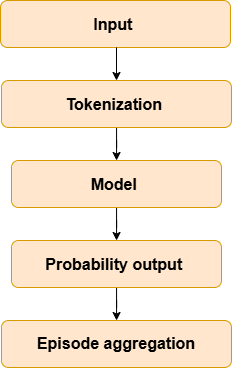 Input
Tokenization
Model
Probability output
Episode aggregation